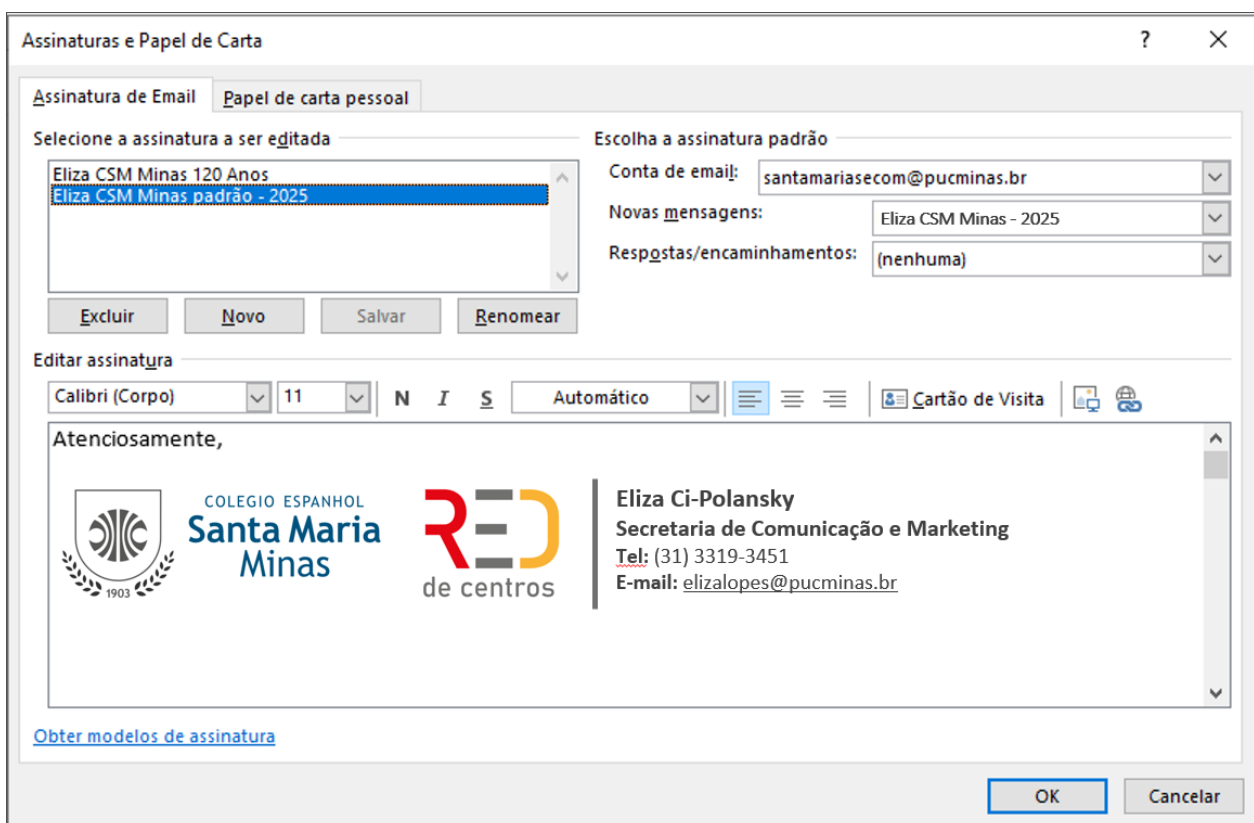 Assinaturas e Papel de Carta ?
Assinatura de Email Papel de carta pessoal
Selecione a assinatura a ser editada
Eliza CSM Minas 120 Anos
Eliza CSM Minas padrão - 2025
Excluir Novo Salvar Renomear
Escolha a assinatura padrão
Conta de email: santamariasecom@pucminas.br
Novas mensagens: Eliza CSM Minas - 2025
Respostas/encaminhamentos: (nenhuma)
Editar assinatura
Calibri (Corpo) 11 N I S Automático Cartão de Visita
Atenciosamente,
1903
COLEGIO ESPANHOL
Santa Maria
Minas
RED
de centros
Eliza Ci-Polansky
Secretaria de Comunicação e Marketing
Tel: (31) 3319-3451
E-mail: elizalopes@pucminas.br
Obter modelos de assinatura
OK Cancelar